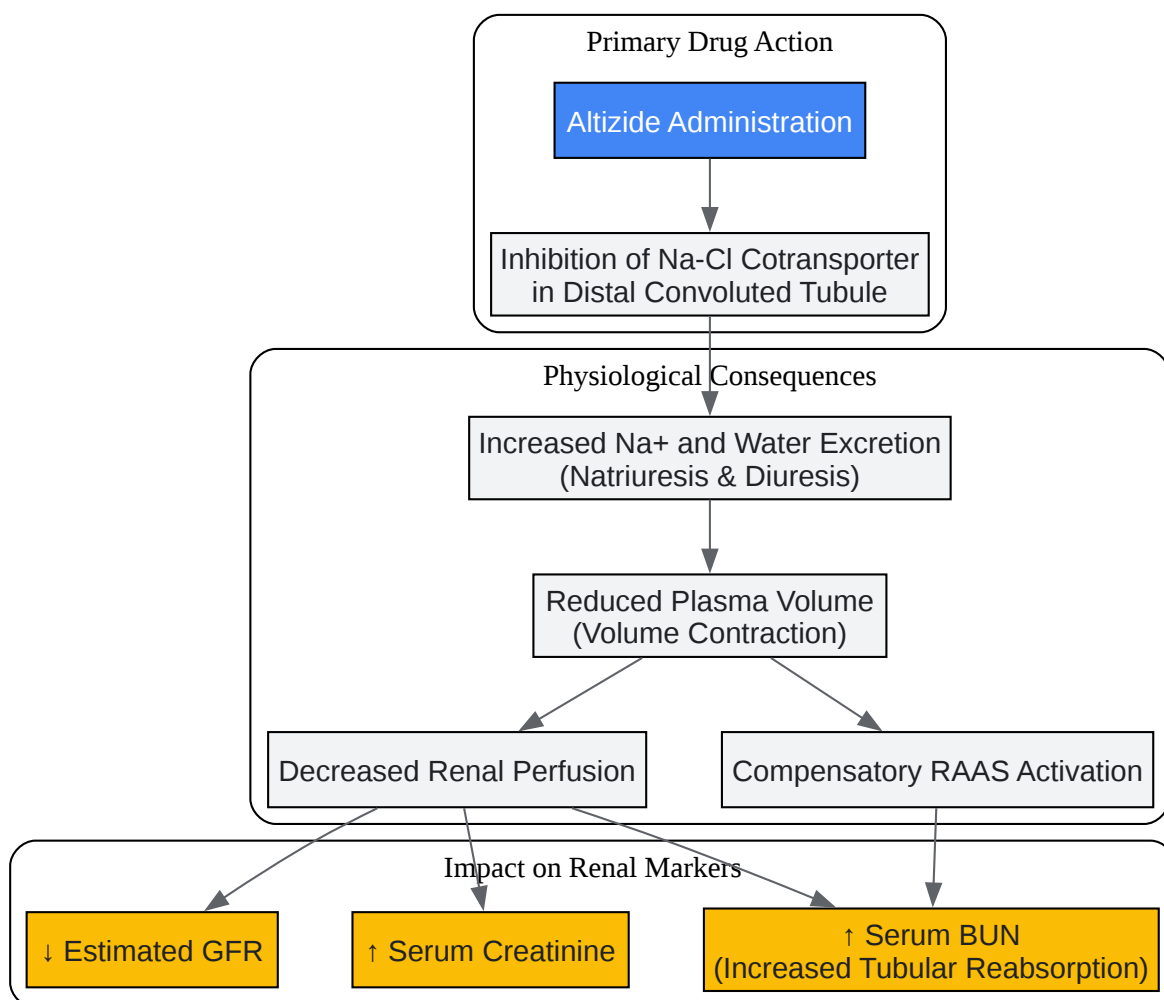 Primary Drug Action
Altizide Administration
Inhibition of Na-Cl Cotransporter
in Distal Convoluted Tubule
Physiological Consequences
Increased Na+ and Water Excretion
(Natriuresis & Diuresis)
Reduced Plasma Volume
(Volume Contraction)
Decreased Renal Perfusion
Compensatory RAAS Activation
Impact on Renal Markers
↓ Estimated GFR
↑ Serum Creatinine
↑ Serum BUN
(Increased Tubular Reabsorption)